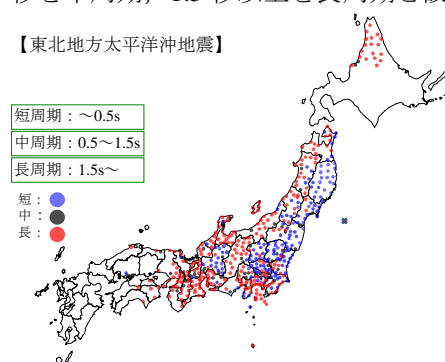 【東北地方太平洋沖地震】
短周期：～0.5s
中周期：0.5～1.5s
長周期：1.5s～
短：
中：
長：